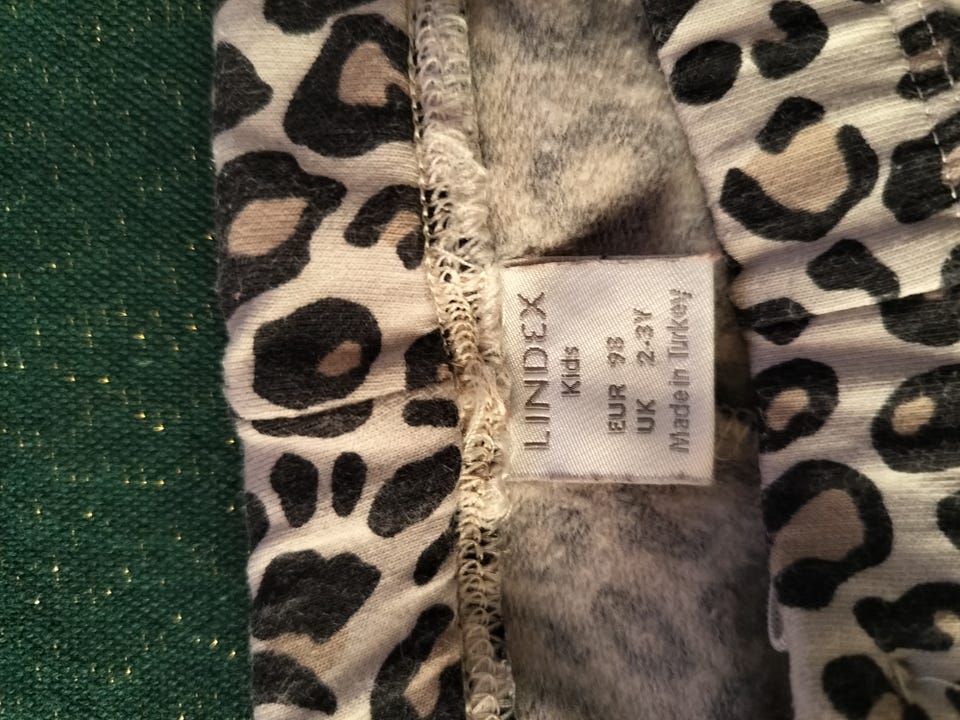 LINDEX
Kids
EUR 98
UK 2-3Y
Made in Turkey